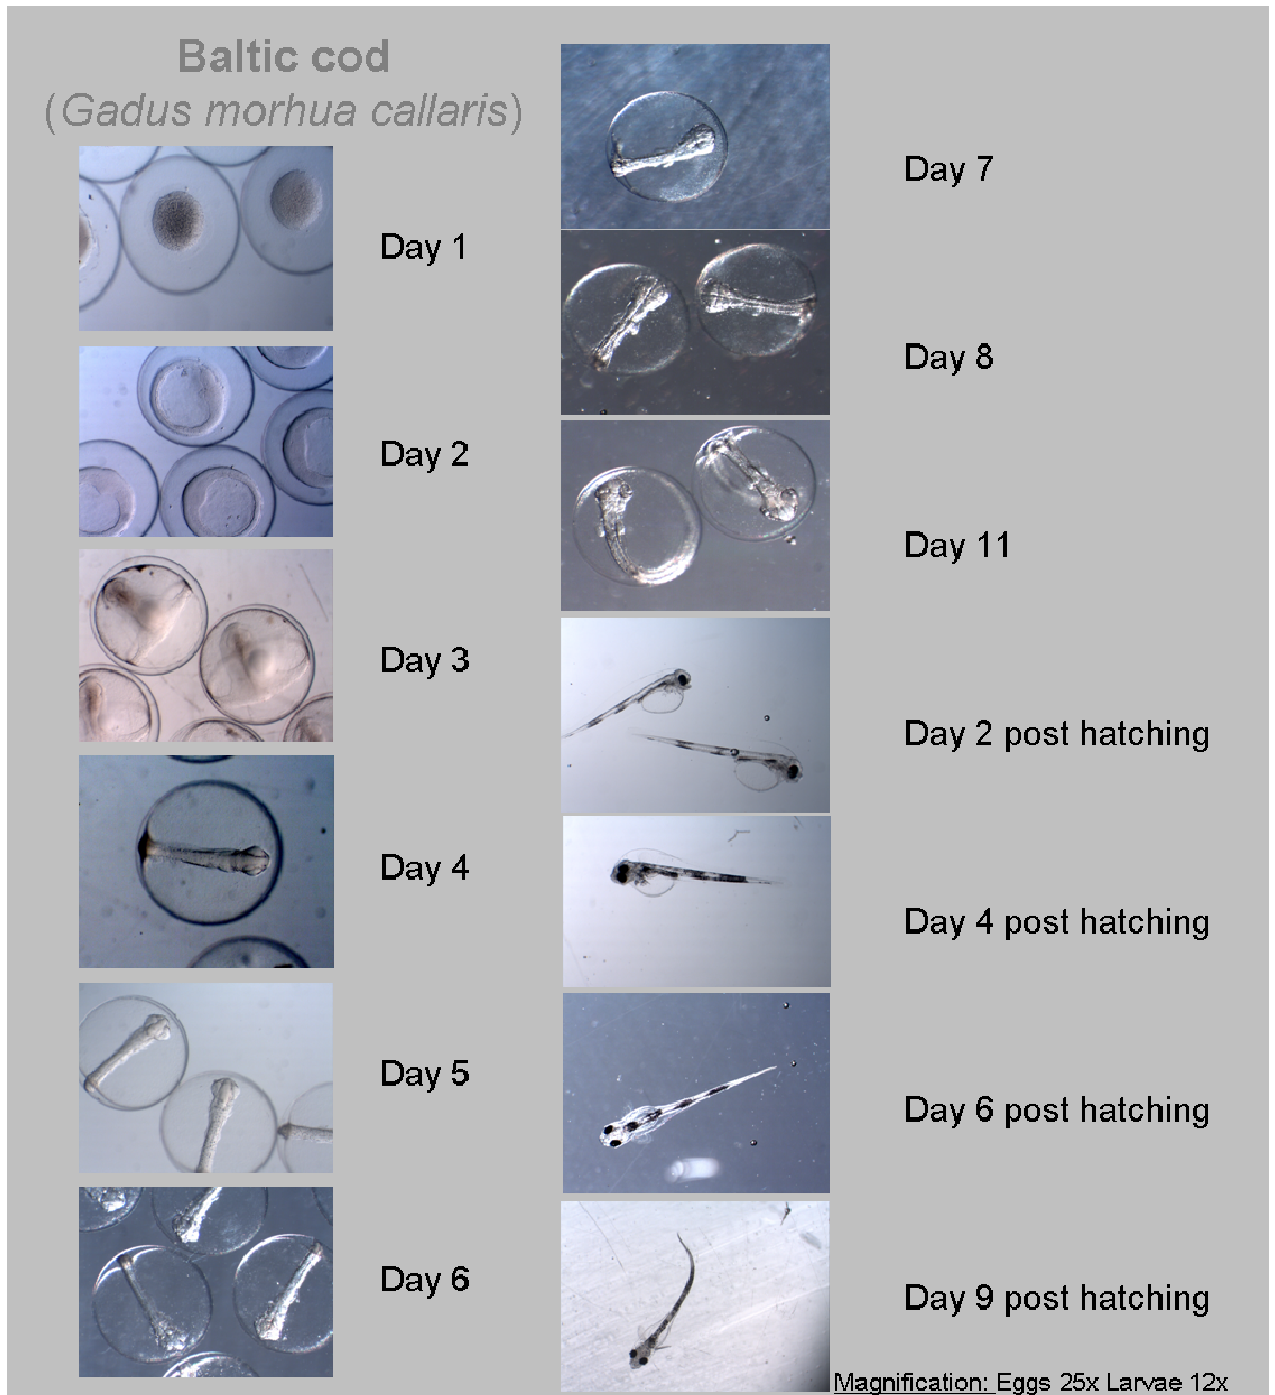 Baltic cod
(Gadus morhua callaris)
Day 1
Day 2
Day 3
Day 4
Day 5
Day 6
Day 7
Day 8
Day 11
Day 2 post hatching
Day 4 post hatching
Day 6 post hatching
Day 9 post hatching
Magnification: Eggs 25x Larvae 12x